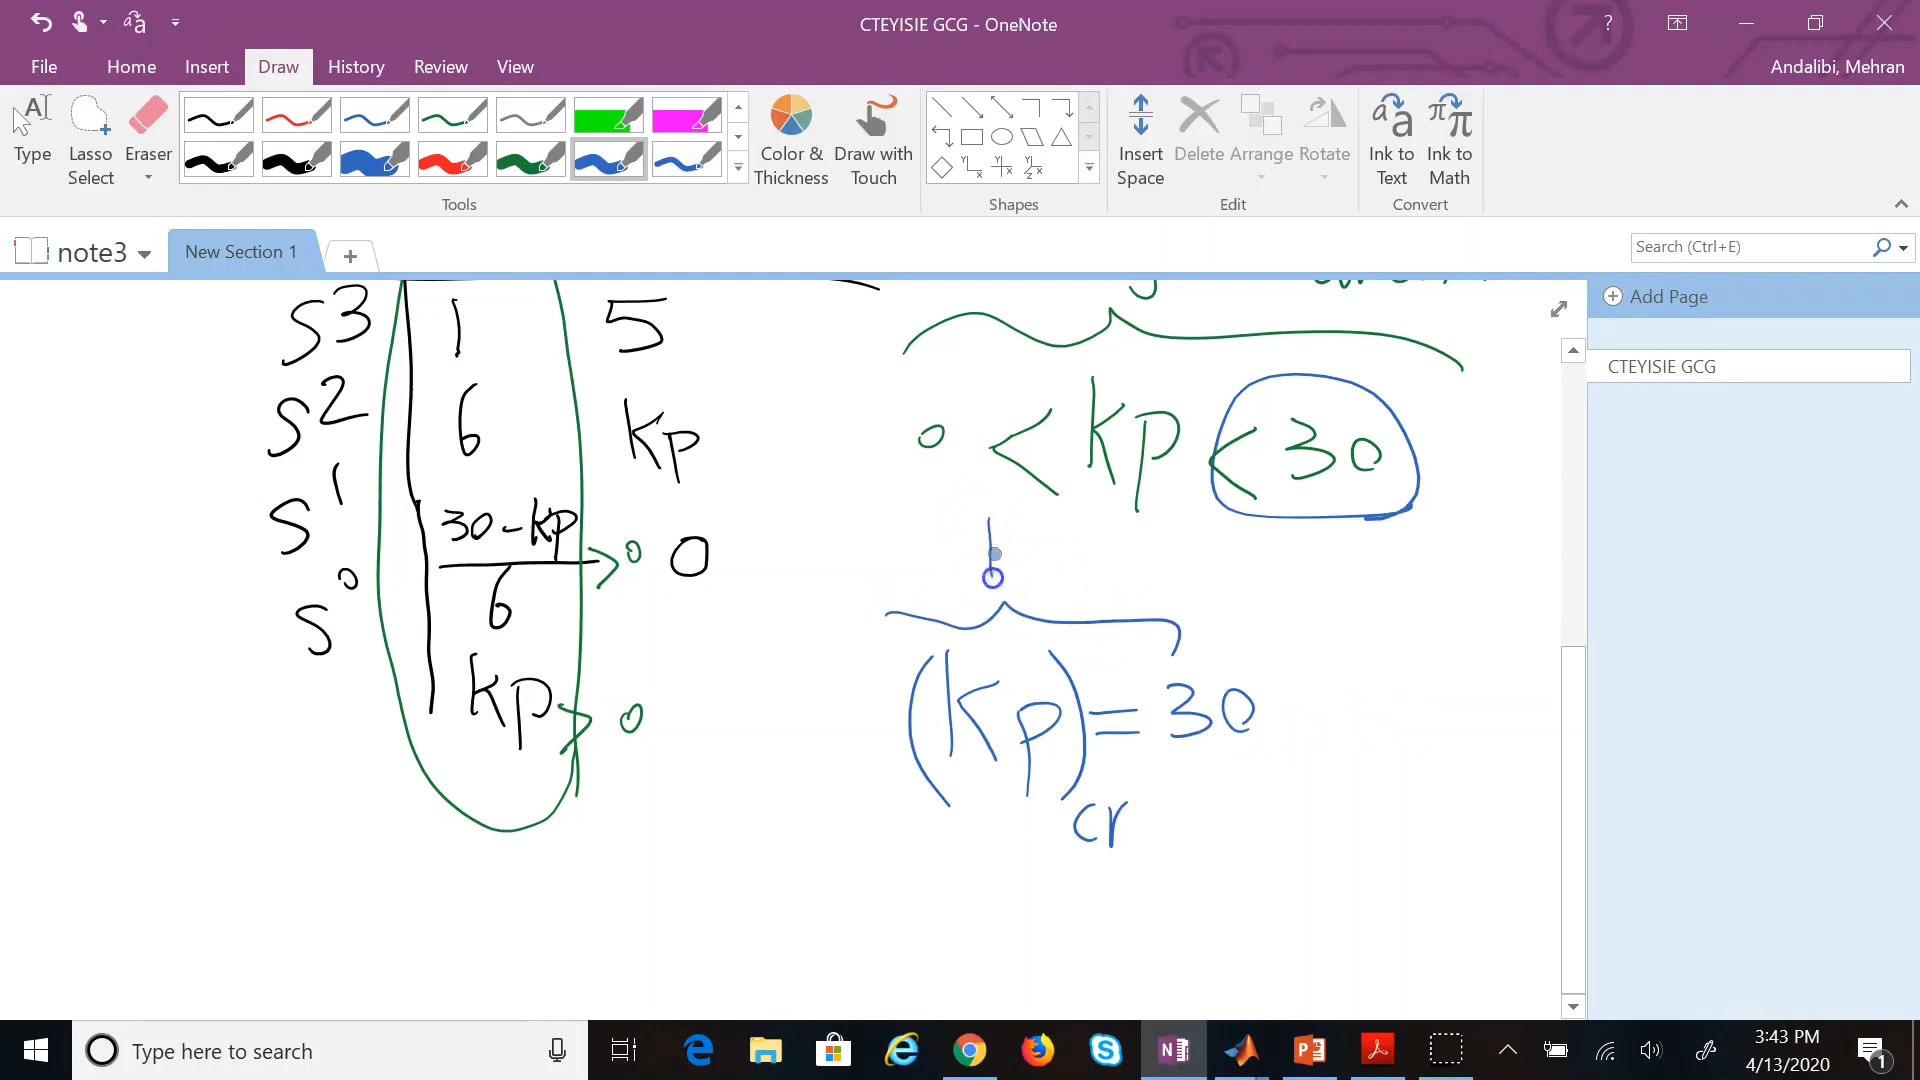 CTEYISIE GCG - OneNote
?
File Home Insert Draw History Review View
Andalibi, Mehran
Type
Lasso Select
Eraser
Color & Thickness
Draw with Touch
Insert Space
Delete
Arrange
Rotate
Ink to Text
Ink to Math
Tools
Shapes
Edit
Convert
note3
New Section 1
Search (Ctrl+E)
Add Page
CTEYISIE GCG
S3 1 5
S2 6 Kp
S1 30-Kp > 0 0
6
S0 Kp > 0
0 < Kp < 30
(Kp) = 30
cr
Type here to search
3:43 PM
4/13/2020
1